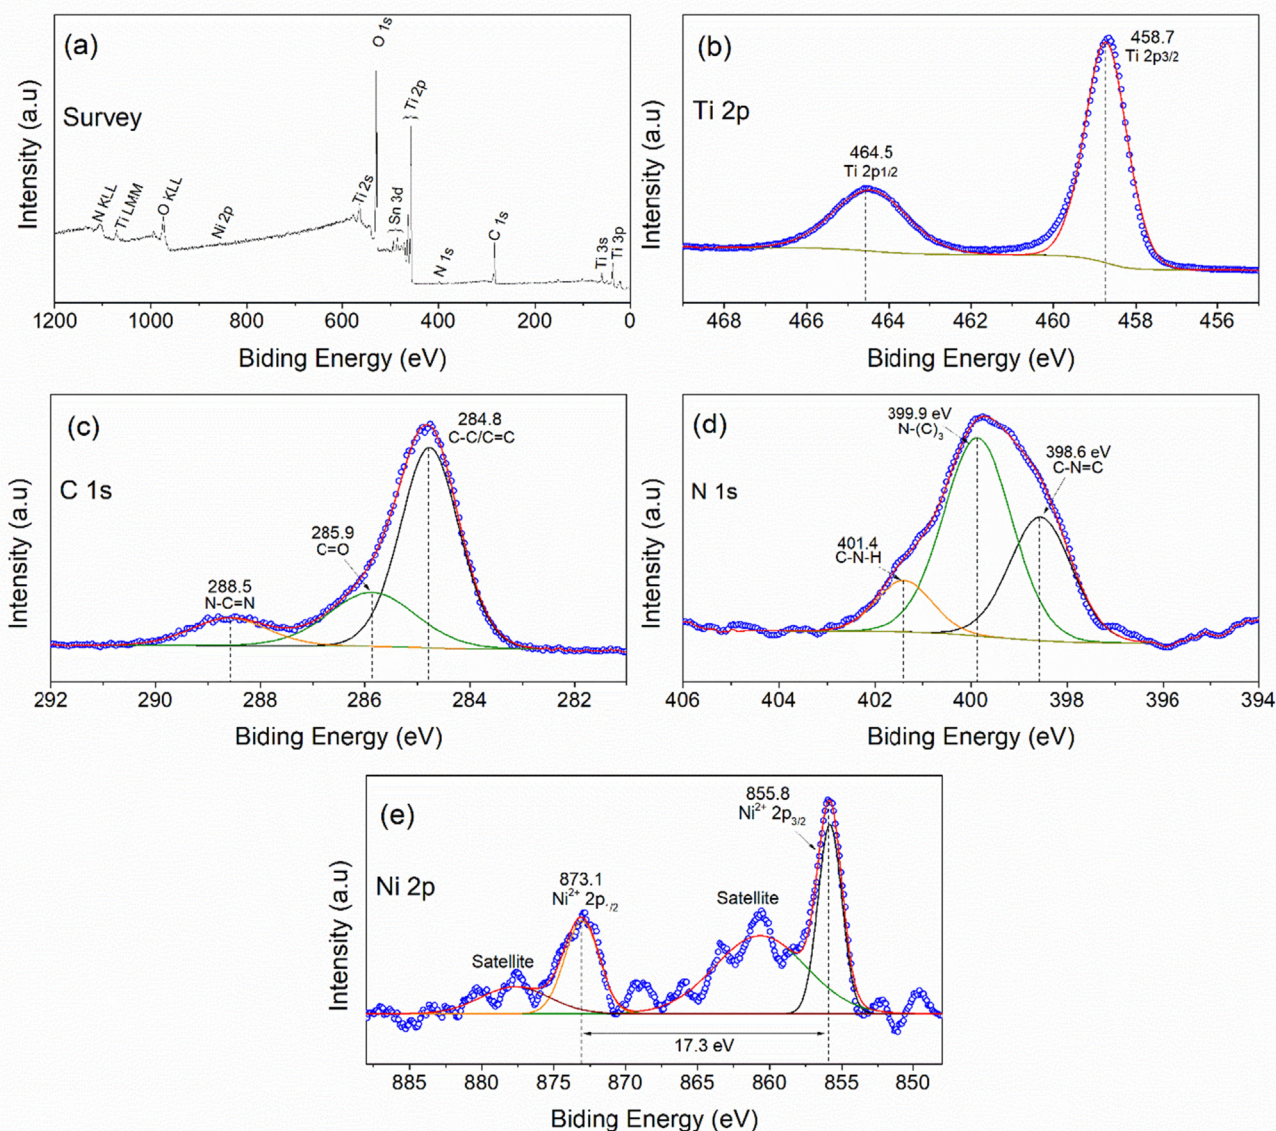 (a)
Survey
O 1s
Ti 2p
N KLL
Ti LMM
O KLL
Ni 2p
Ti 2s
Sn 3d
N 1s
C 1s
Ti 3s
Ti 3p
Intensity (a.u)
1200 1000 800 600 400 200 0
Biding Energy (eV)
(b)
Ti 2p
458.7
Ti 2p3/2
464.5
Ti 2p1/2
Intensity (a.u)
468 466 464 462 460 458 456
Biding Energy (eV)
(c)
C 1s
284.8
C-C/C=C
285.9
C=O
288.5
N-C=N
Intensity (a.u)
292 290 288 286 284 282
Biding Energy (eV)
(d)
N 1s
399.9 eV
N-(C)₃
398.6 eV
C-N=C
401.4
C-N-H
Intensity (a.u)
406 404 402 400 398 396 394
Biding Energy (eV)
(e)
Ni 2p
855.8
Ni²⁺ 2p₃/₂
873.1
Ni²⁺ 2p
Satellite
Satellite
17.3 eV
Intensity (a.u)
885 880 875 870 865 860 855 850
Biding Energy (eV)